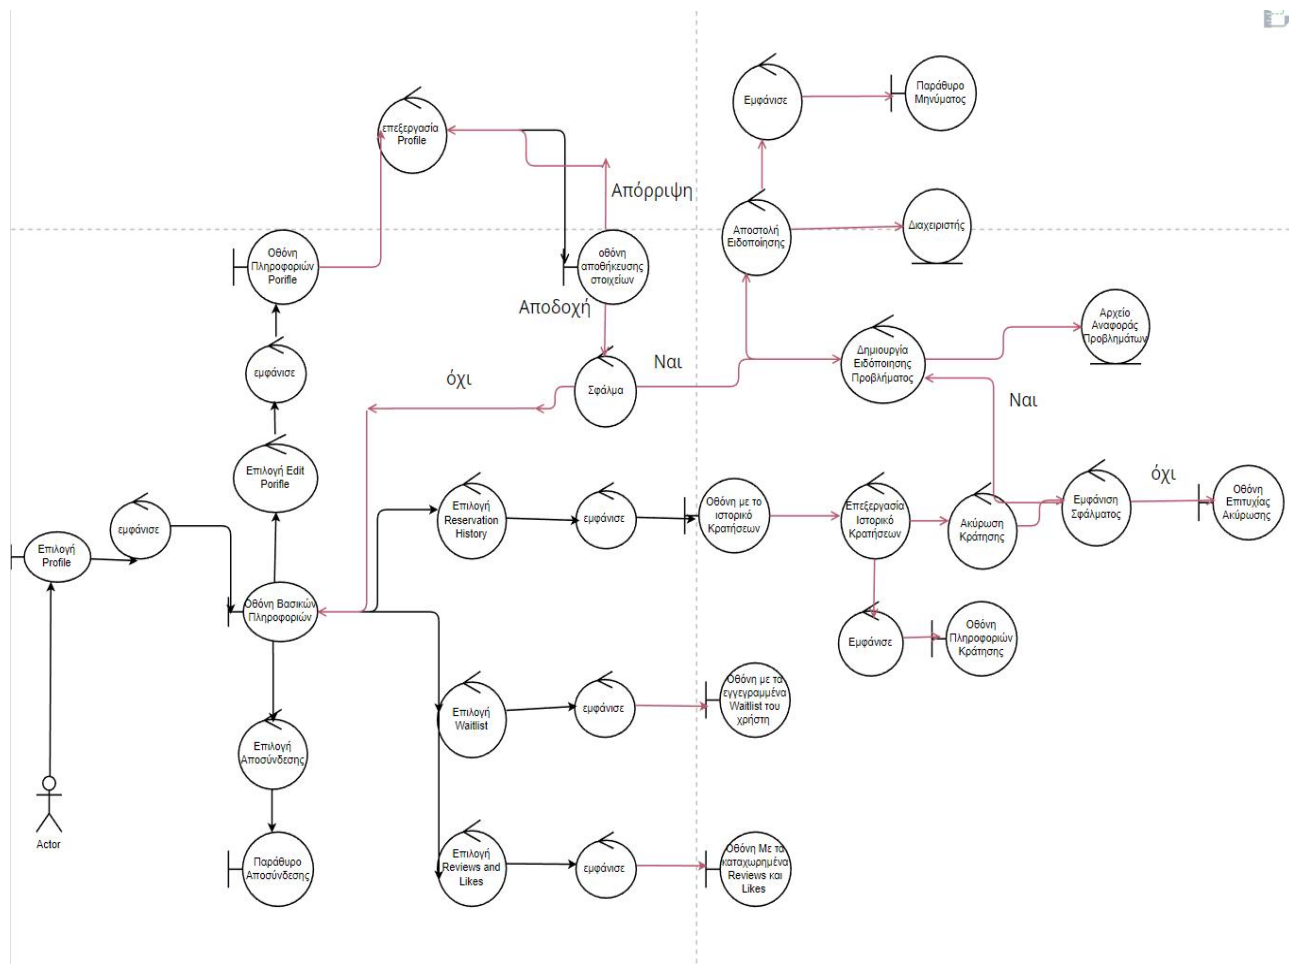 Εμφάνισε
Παράθυρο
Μηνύματος
επεξεργασία
Profile
Απόρριψη
Αποστολή
Ειδοποίησης
Διαχειριστής
Οθόνη
Πληροφοριών
Porifle
οθόνη
αποθήκευσης
στοιχείων
Αποδοχή
Αρχείο
Αναφοράς
Προβλημάτων
Δημιουργία
Ειδόποίησης
Προβλήματος
εμφάνισε
όχι
Σφάλμα
Ναι
Ναι
Επιλογή Edit
Porifle
Επιλογή
Reservation
History
εμφάνισε
Οθόνη με το
ιστορικό
Κρατήσεων
Επεξεργασία
Ιστορικό
Κρατήσεων
Ακύρωση
Κράτησης
Εμφάνιση
Σφάλματος
όχι
Οθόνη
Επιτυχίας
Ακύρωσης
εμφάνισε
Επιλογή
Profile
Οθόνη Βασικών
Πληροφοριών
Εμφάνισε
Οθόνη
Πληροφοριών
Κράτησης
Επιλογή
Waitlist
εμφάνισε
Οθόνη με τα
εγγεγραμμένα
Waitlist του
χρήστη
Επιλογή
Αποσύνδεσης
Actor
Παράθυρο
Αποσύνδεσης
Επιλογή
Reviews and
Likes
εμφάνισε
Οθόνη Με τα
καταχωρημένα
Reviews και
Likes